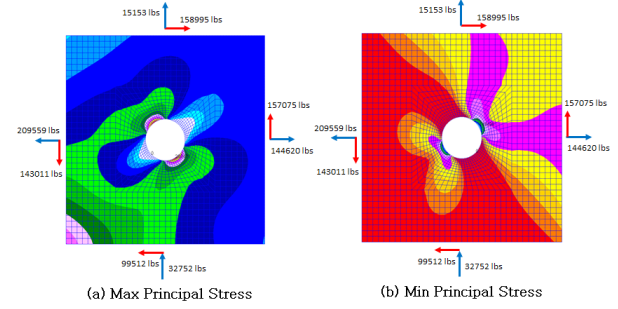 15153 lbs
158995 lbs
157075 lbs
209559 lbs
144620 lbs
143011 lbs
99512 lbs
32752 lbs
(a) Max Principal Stress
15153 lbs
158995 lbs
157075 lbs
209559 lbs
144620 lbs
143011 lbs
99512 lbs
32752 lbs
(b) Min Principal Stress